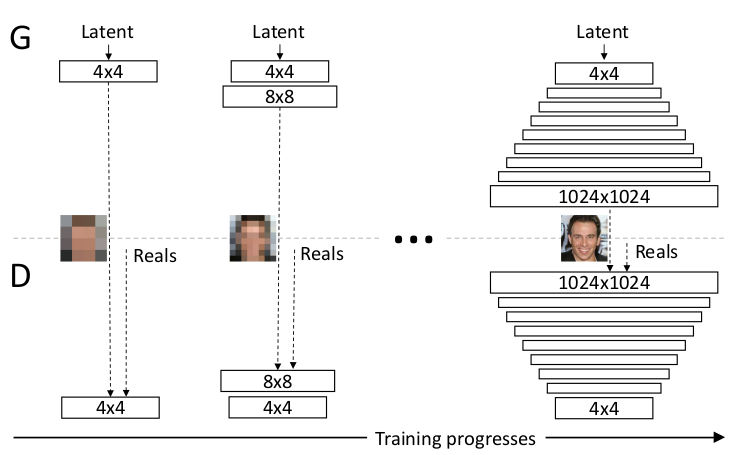 G
Latent
Latent
Latent
4x4
4x4
4x4
8x8
1024x1024
Reals
Reals
Reals
D
1024x1024
8x8
4x4
4x4
4x4
Training progresses